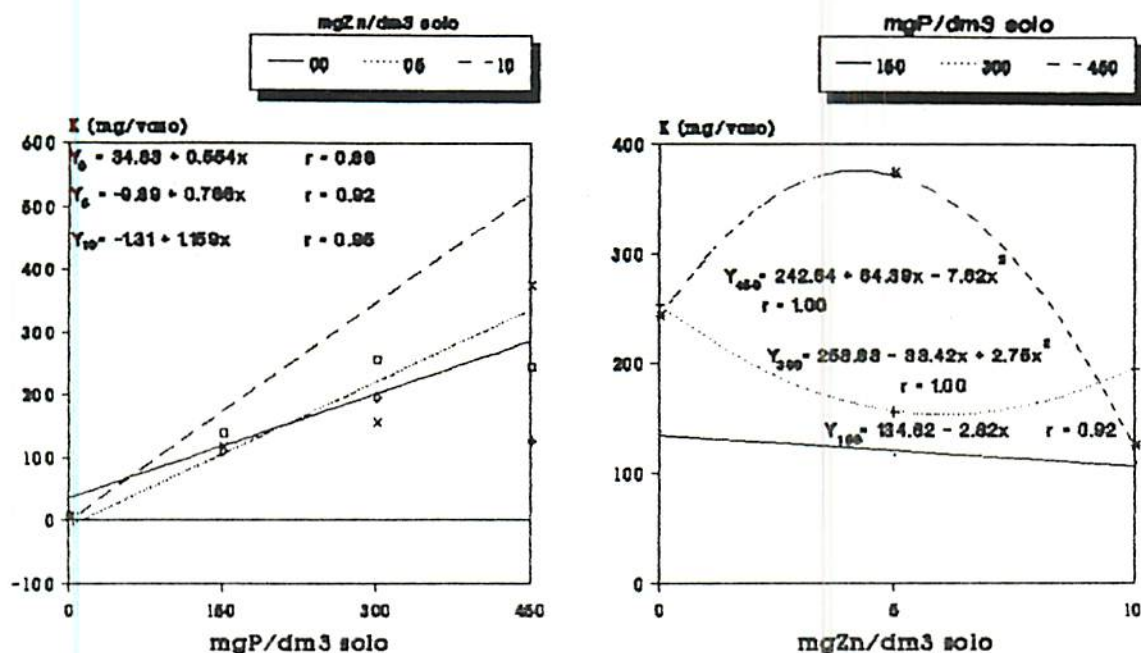 mgZn/dm3 solo
00 05 10
K (mg/vaso)
600
500
400
300
200
100
0
-100
Y0 = 34.83 + 0.554x r = 0.88
Y5 = -9.89 + 0.766x r = 0.92
Y10= -1.31 + 1.159x r = 0.95
0 150 300 450
mgP/dm3 solo
mgP/dm3 solo
150 300 450
K (mg/vaso)
400
300
200
100
0
Y450= 242.64 + 64.39x - 7.62x²
r = 1.00
Y300= 253.83 - 33.42x + 2.75x²
r = 1.00
Y150= 134.62 - 2.82x r = 0.92
0 5 10
mgZn/dm3 solo